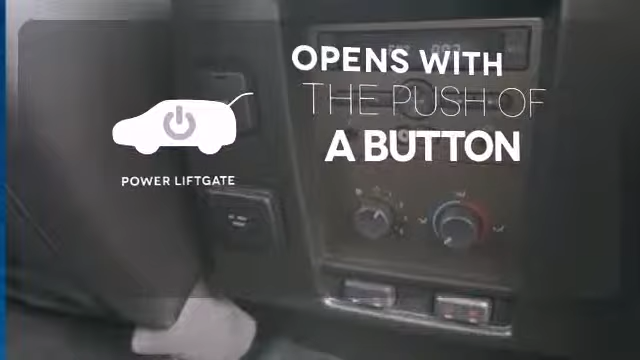 OPENS WITH
THE PUSH OF
A BUTTON
POWER LIFTGATE